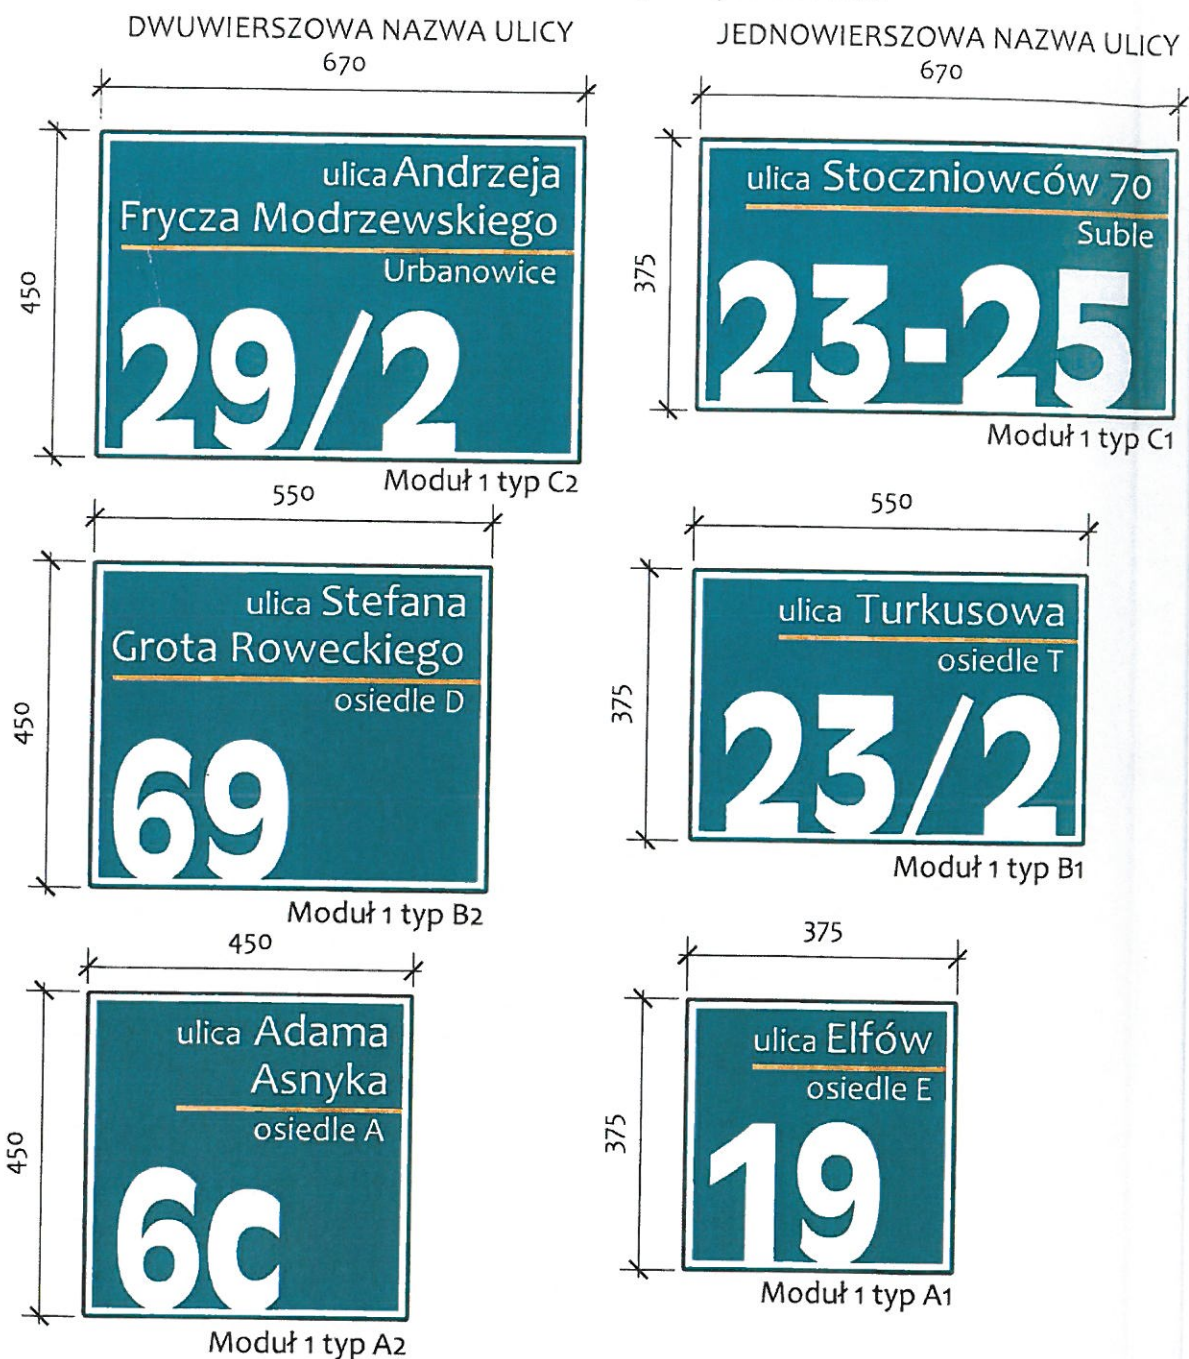 DWUWIERSZOWA NAZWA ULICY
670
450
ulica Andrzeja
Frycza Modrzewskiego
Urbanowice
29/2
Moduł 1 typ C2
JEDNOWIERSZOWA NAZWA ULICY
670
375
ulica Stoczniowców 70
Suble
23-25
Moduł 1 typ C1
550
450
ulica Stefana
Grota Roweckiego
osiedle D
69
Moduł 1 typ B2
550
375
ulica Turkusowa
osiedle T
23/2
Moduł 1 typ B1
450
450
ulica Adama
Asnyka
osiedle A
6c
Moduł 1 typ A2
375
375
ulica Elfów
osiedle E
19
Moduł 1 typ A1